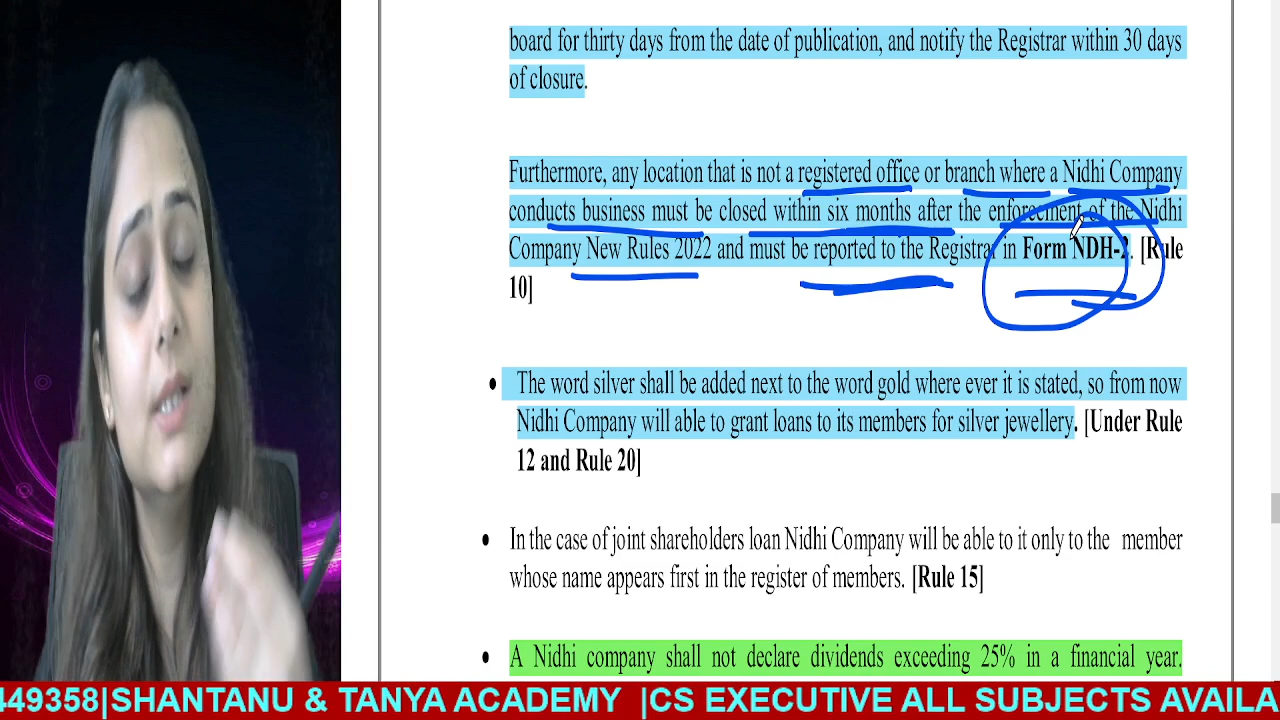 board for thirty days from the date of publication, and notify the Registrar within 30 days
of closure.
Furthermore, any location that is not a registered office or branch where a Nidhi Company
conducts business must be closed within six months after the enforcement of the Nidhi
Company New Rules 2022 and must be reported to the Registrar in Form NDH-2. [Rule
10]
• The word silver shall be added next to the word gold where ever it is stated, so from now
Nidhi Company will able to grant loans to its members for silver jewellery. [Under Rule
12 and Rule 20]
• In the case of joint shareholders loan Nidhi Company will be able to it only to the member
whose name appears first in the register of members. [Rule 15]
• A Nidhi company shall not declare dividends exceeding 25% in a financial year.
449358|SHANTANU & TANYA ACADEMY |CS EXECUTIVE ALL SUBJECTS AVAILA